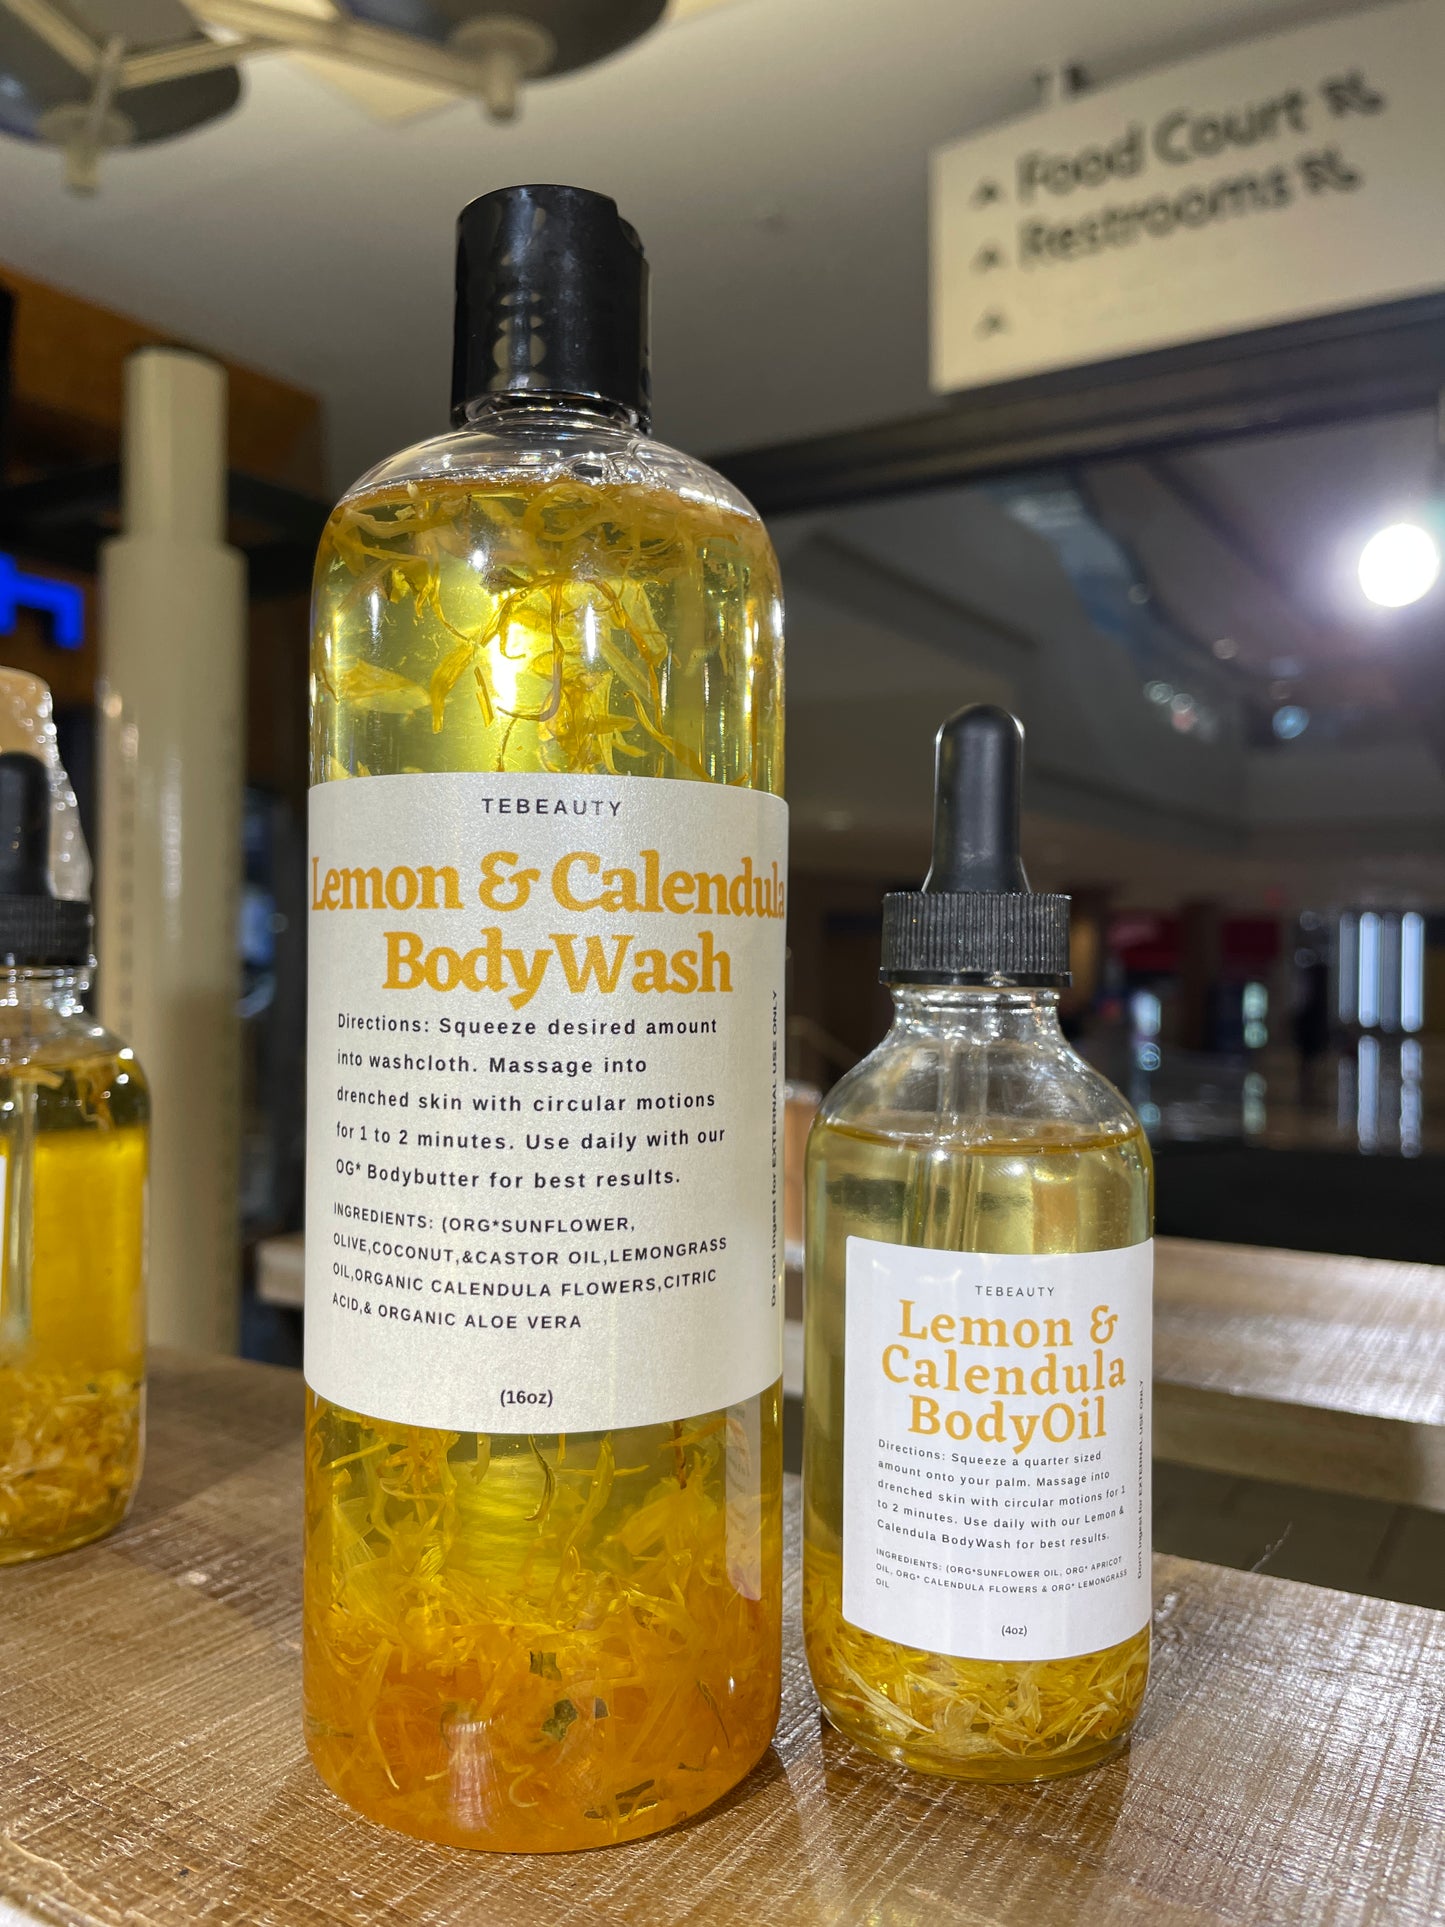 Food Court
Restrooms
TEBEAUTY
Lemon & Calendula
BodyWash
Directions: Squeeze desired amount
into washcloth. Massage into
drenched skin with circular motions
for 1 to 2 minutes. Use daily with our
OG* Bodybutter for best results.
INGREDIENTS: (ORG*SUNFLOWER,
OLIVE,COCONUT,&CASTOR OIL,LEMONGRASS
OIL,ORGANIC CALENDULA FLOWERS,CITRIC
ACID,& ORGANIC ALOE VERA
(16oz)
Do not ingest for EXTERNAL USE ONLY
TEBEAUTY
Lemon &
Calendula
BodyOil
Directions: Squeeze a quarter sized
amount onto your palm. Massage into
drenched skin with circular motions for 1
to 2 minutes. Use daily with our Lemon &
Calendula BodyWash for best results.
INGREDIENTS: (ORG*SUNFLOWER OIL, ORG* APRICOT
OIL, ORG* CALENDULA FLOWERS & ORG* LEMONGRASS
OIL
(4oz)
Don't ingest for EXTERNAL USE ONLY